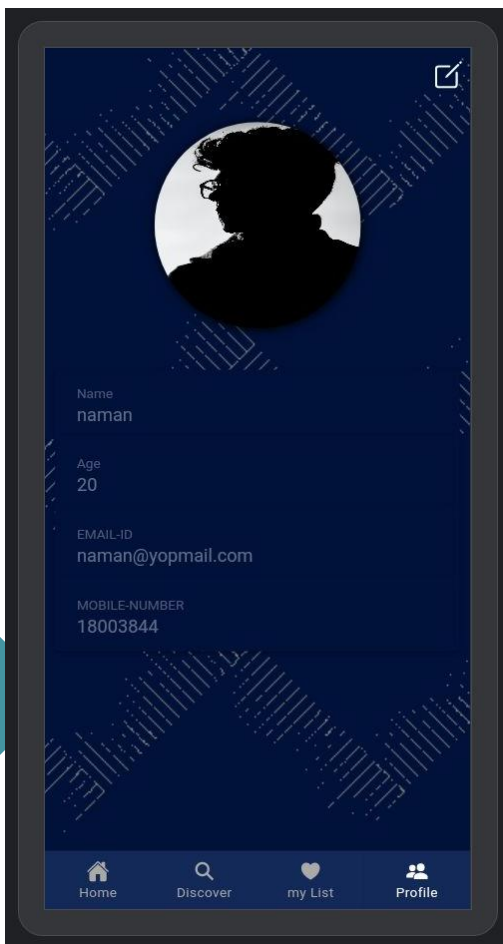 Name
naman
Age
20
EMAIL-ID
naman@yopmail.com
MOBILE-NUMBER
18003844
Home Discover my List Profile